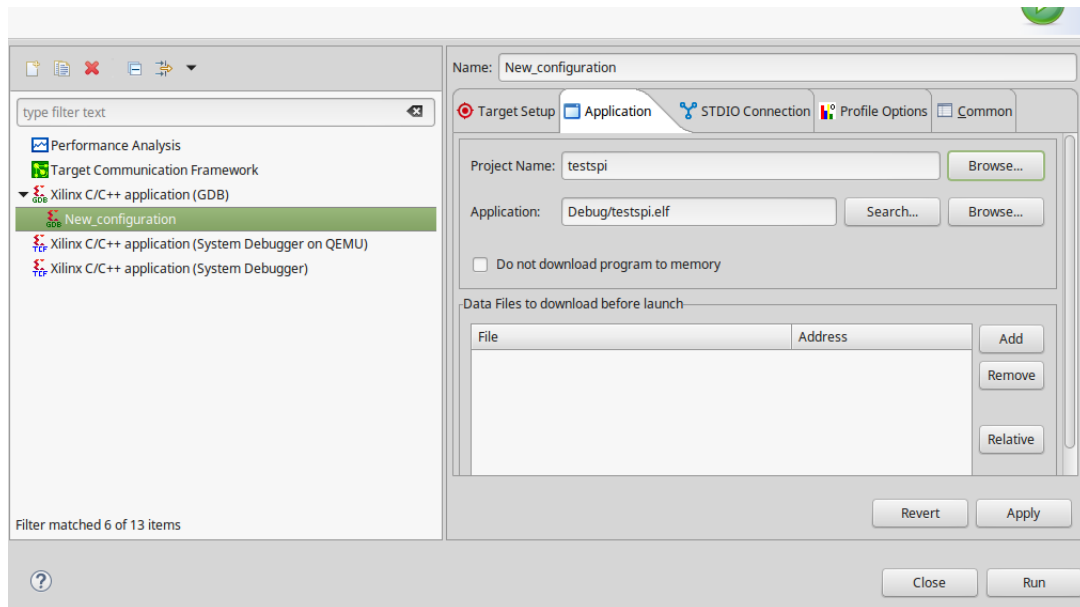 Name: New_configuration
type filter text
Target Setup Application STDIO Connection Profile Options Common
Performance Analysis
Target Communication Framework
Xilinx C/C++ application (GDB)
GDB New_configuration
TCF Xilinx C/C++ application (System Debugger on QEMU)
TCF Xilinx C/C++ application (System Debugger)
Filter matched 6 of 13 items
Project Name: testspi Browse...
Application: Debug/testspi.elf Search... Browse...
Do not download program to memory
Data Files to download before launch
File Address Add
Remove
Relative
Revert Apply
? Close Run